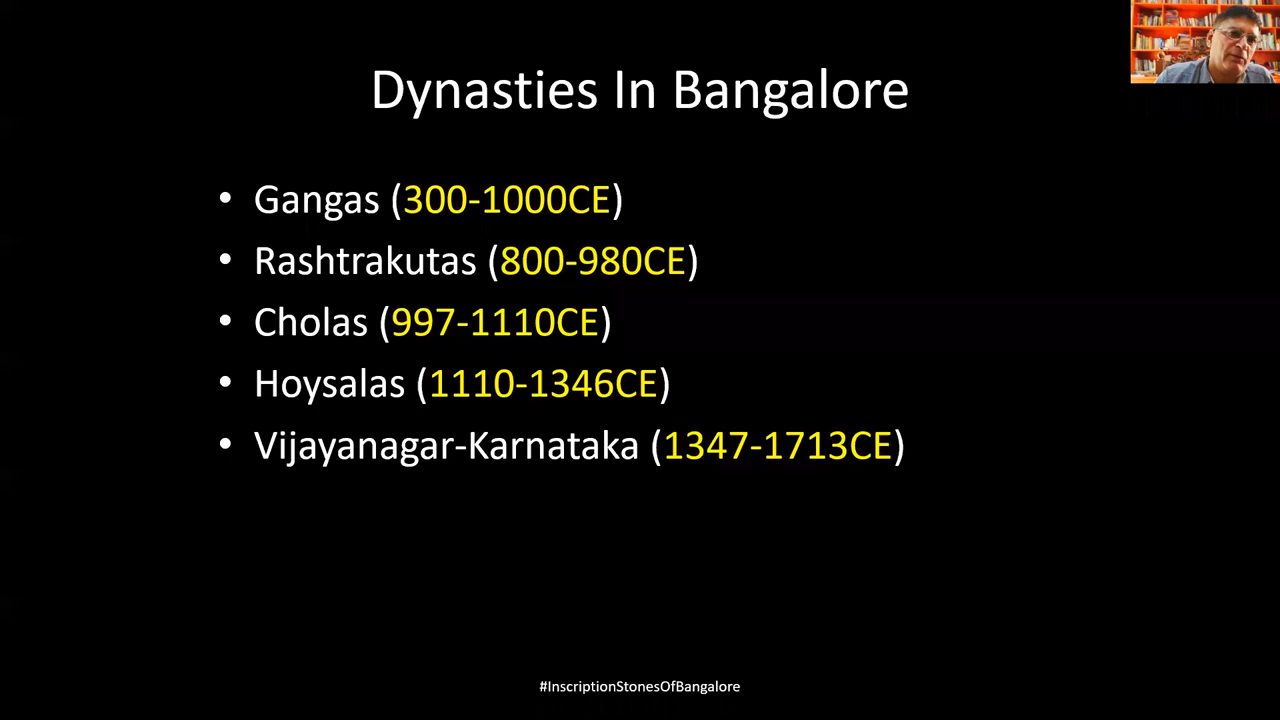 Dynasties In Bangalore
• Gangas (300-1000CE)
• Rashtrakutas (800-980CE)
• Cholas (997-1110CE)
• Hoysalas (1110-1346CE)
• Vijayanagar-Karnataka (1347-1713CE)
#InscriptionStonesOfBangalore